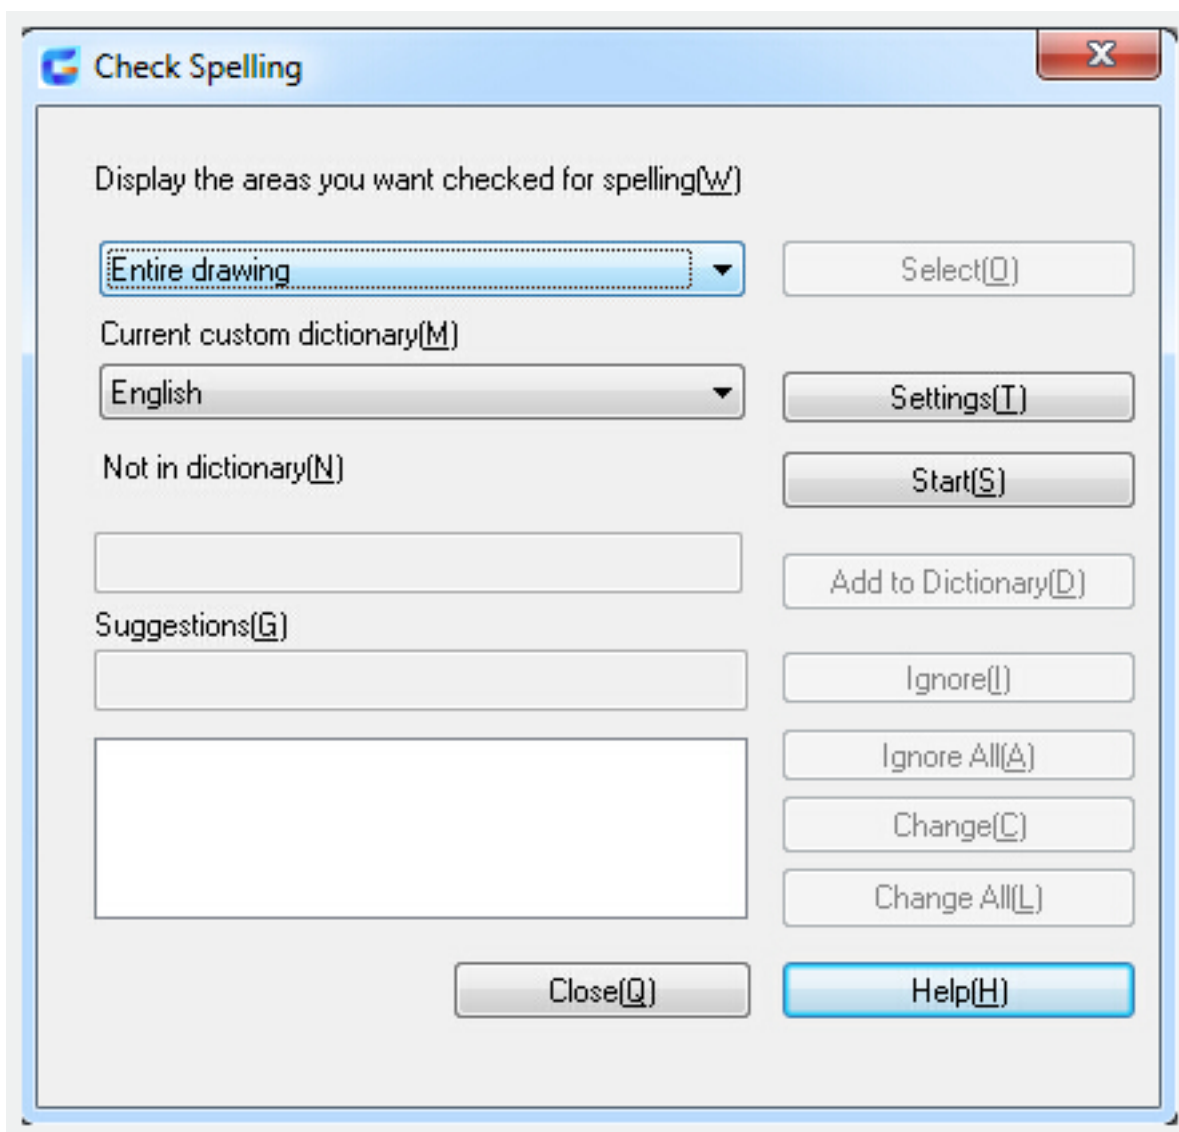 Check Spelling
Display the areas you want checked for spelling(W)
Entire drawing
Select(O)
Current custom dictionary(M)
English
Settings(T)
Not in dictionary(N)
Start(S)
Add to Dictionary(D)
Suggestions(G)
Ignore(I)
Ignore All(A)
Change(C)
Change All(L)
Close(Q)
Help(H)